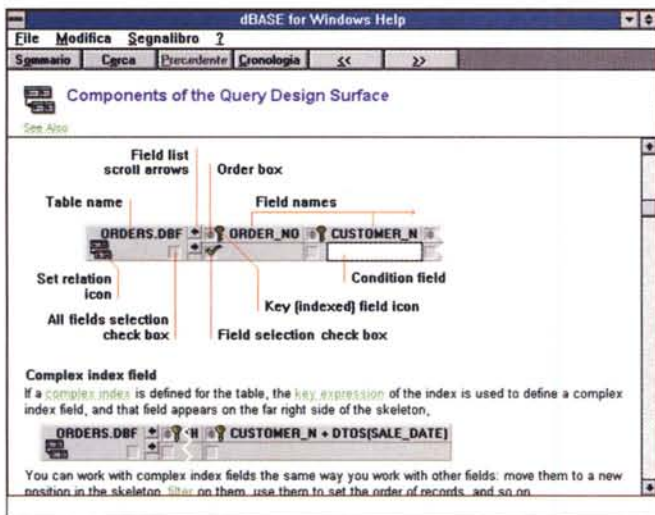 dBASE for Windows Help
File Modifica Segnalibro ?
Sommario Cerca Precedente Cronologia << >>
Components of the Query Design Surface
See Also
Field list
scroll arrows
Order box
Table name
Field names
ORDERS.DBF ORDER_NO CUSTOMER_N
Set relation
icon
Condition field
Key (indexed) field icon
All fields selection
check box
Field selection check box
Complex index field
If a complex index is defined for the table, the key expression of the index is used to define a complex
index field, and that field appears on the far right side of the skeleton,
ORDERS.DBF CUSTOMER_N + DTOS(SALE_DATE)
You can work with complex index fields the same way you work with other fields: move them to a new
position in the skeleton, filter on them, use them to set the order of records, and so on